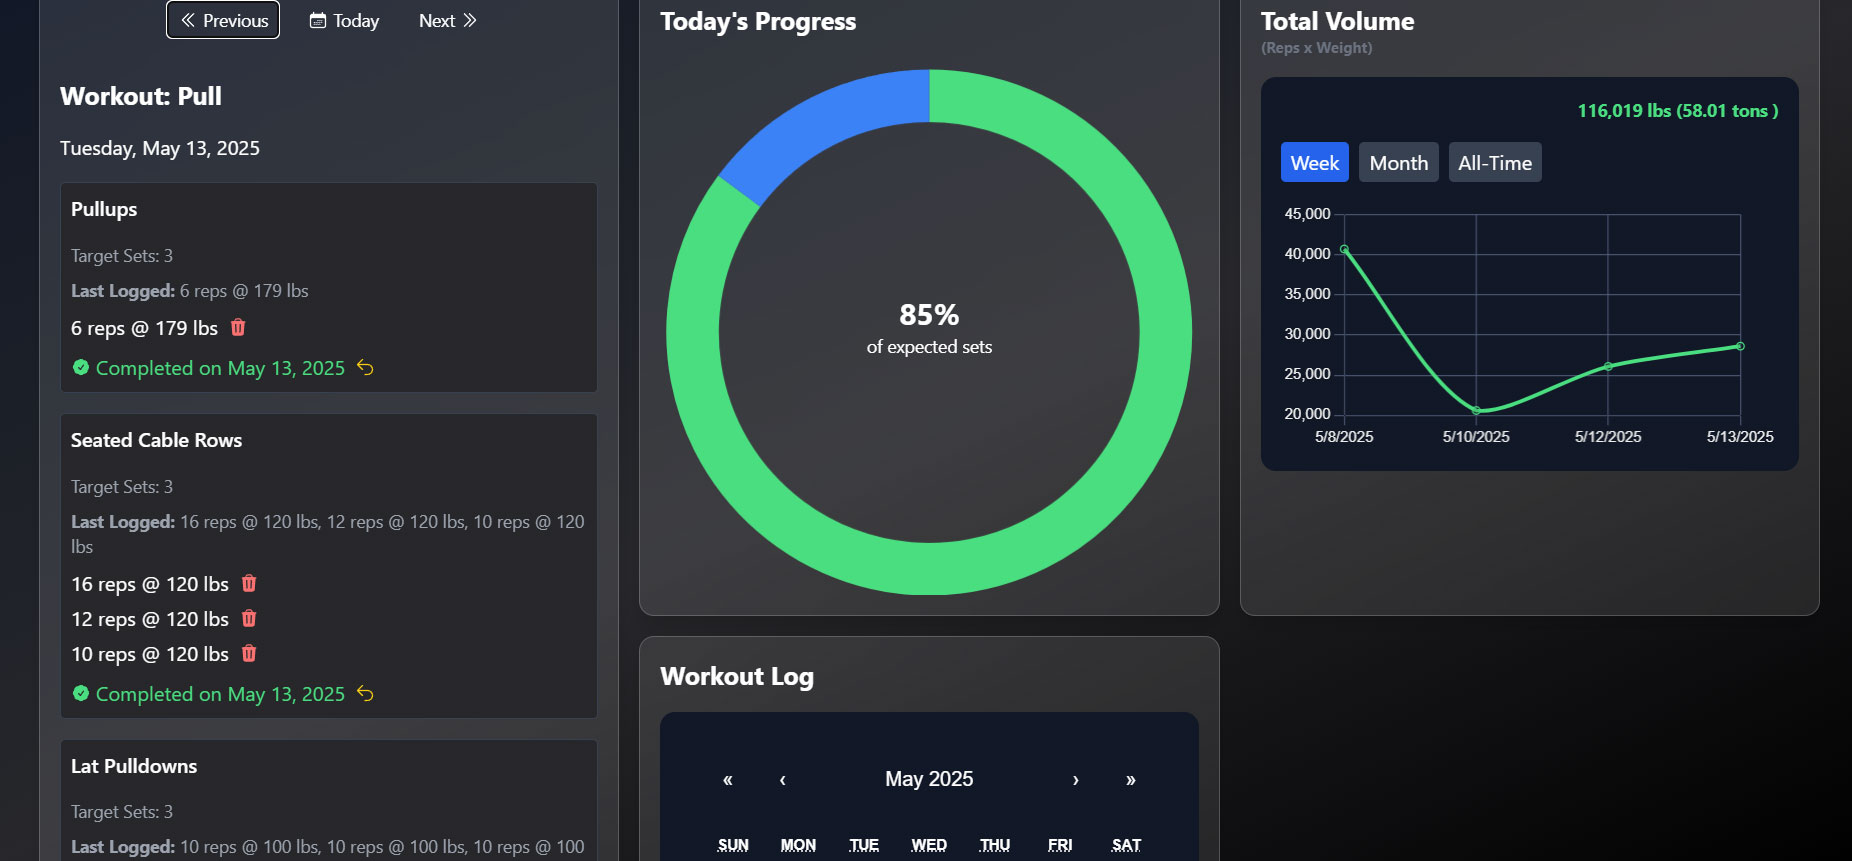 Previous
Today
Next
Workout: Pull
Tuesday, May 13, 2025
Pullups
Target Sets: 3
Last Logged: 6 reps @ 179 lbs
6 reps @ 179 lbs
Completed on May 13, 2025
Seated Cable Rows
Target Sets: 3
Last Logged: 16 reps @ 120 lbs, 12 reps @ 120 lbs, 10 reps @ 120
lbs
16 reps @ 120 lbs
12 reps @ 120 lbs
10 reps @ 120 lbs
Completed on May 13, 2025
Lat Pulldowns
Target Sets: 3
Last Logged: 10 reps @ 100 lbs, 10 reps @ 100 lbs, 10 reps @ 100
Today's Progress
85%
of expected sets
Workout Log
« ‹ May 2025 › »
SUN MON TUE WED THU FRI SAT
Total Volume
(Reps x Weight)
116,019 lbs (58.01 tons )
Week Month All-Time
45,000
40,000
35,000
30,000
25,000
20,000
5/8/2025 5/10/2025 5/12/2025 5/13/2025